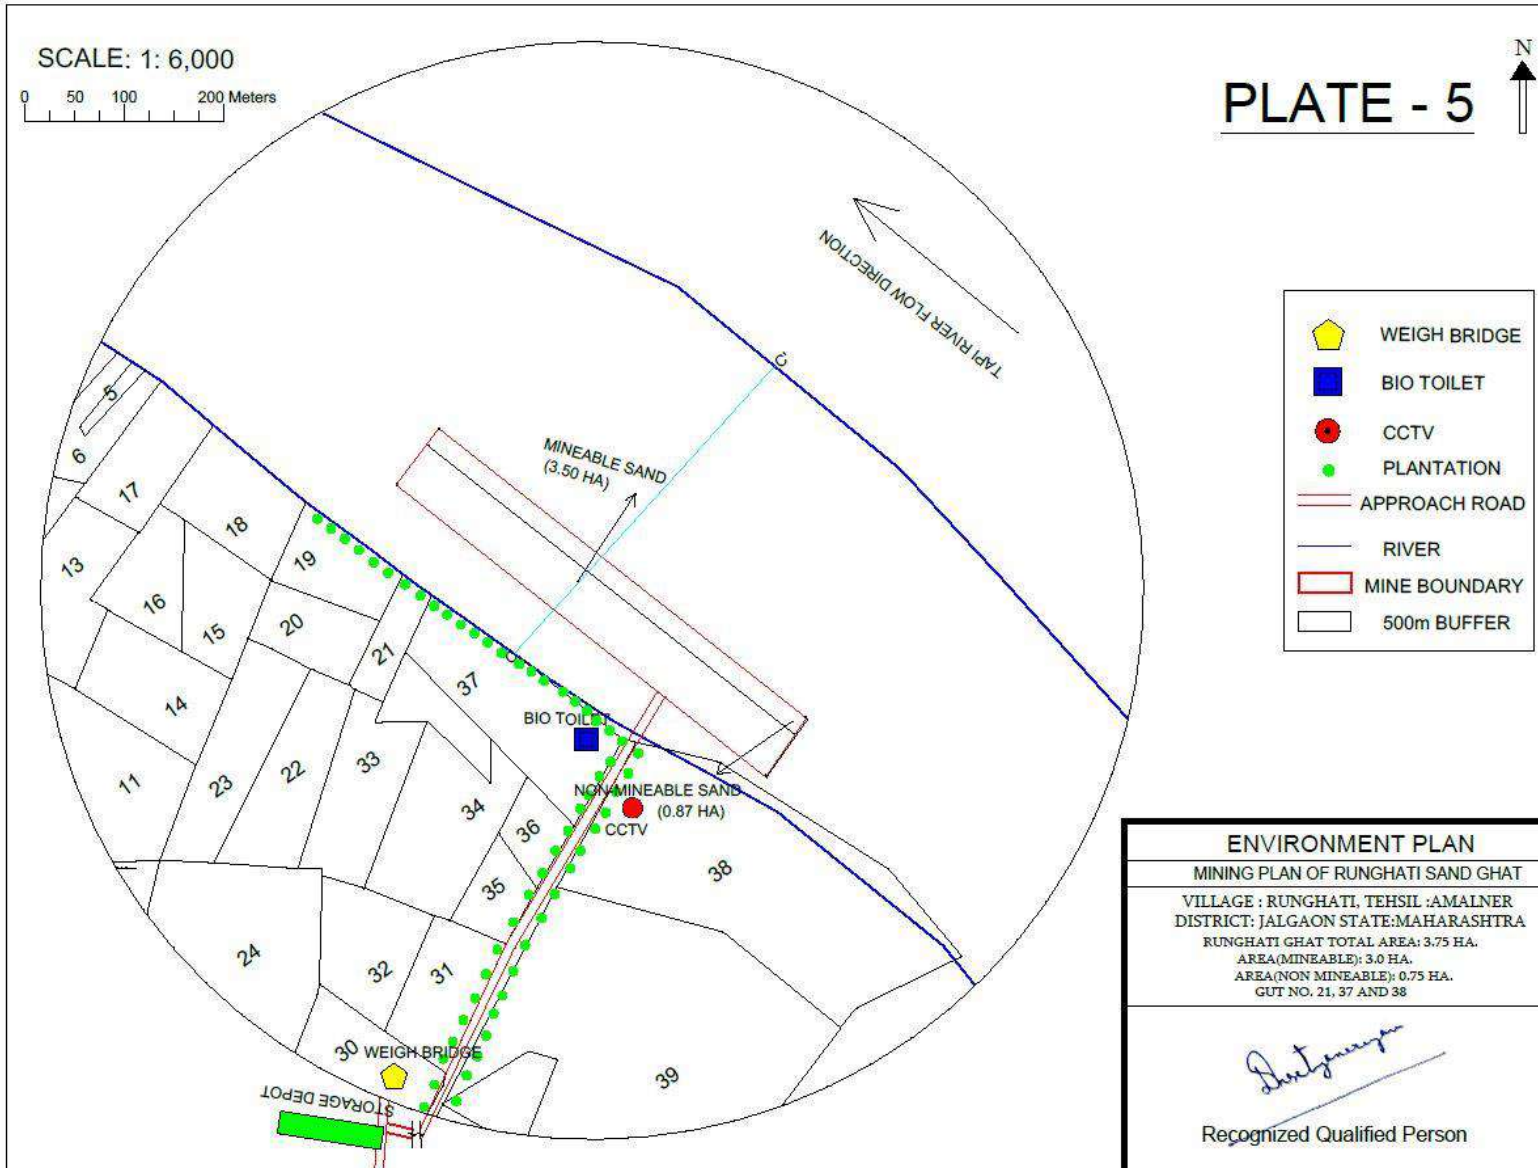 SCALE: 1: 6,000
0 50 100 200 Meters
PLATE - 5
N
TAPI RIVER FLOW DIRECTION
MINEABLE SAND
(3.50 HA)
5
6
17
18
13
19
16
15
20
21
37
14
BIO TOILET
11
23
22
33
34
NON-MINEABLE SAND
(0.87 HA)
CCTV
36
35
38
24
32
31
30
WEIGH BRIDGE
39
STORAGE DEPOT
WEIGH BRIDGE
BIO TOILET
CCTV
PLANTATION
APPROACH ROAD
RIVER
MINE BOUNDARY
500m BUFFER
ENVIRONMENT PLAN
MINING PLAN OF RUNGHATI SAND GHAT
VILLAGE : RUNGHATI, TEHSIL :AMALNER
DISTRICT: JALGAON STATE:MAHARASHTRA
RUNGHATI GHAT TOTAL AREA: 3.75 HA.
AREA(MINEABLE): 3.0 HA.
AREA(NON MINEABLE): 0.75 HA.
GUT NO. 21, 37 AND 38
Recognized Qualified Person